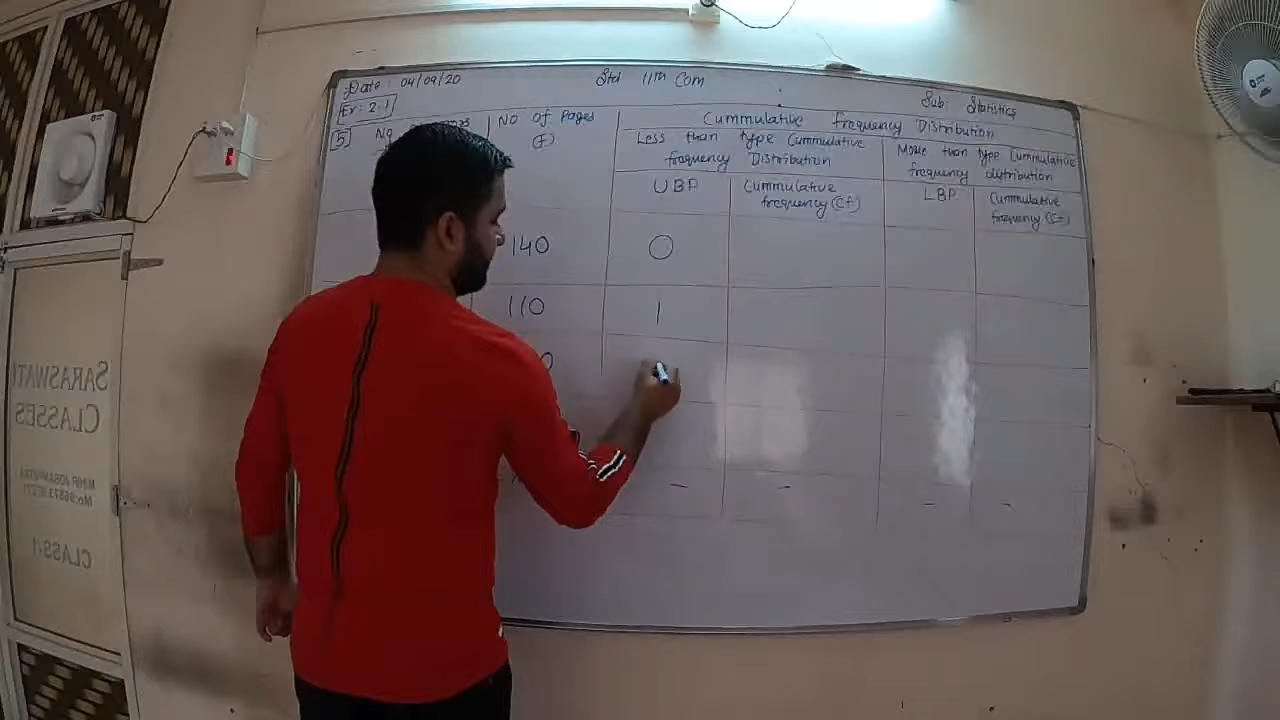 Date 04/09/20
Std 11th Com
Sub: Statistics
Ex: 2.1
[5]
No of Pages
(f)
Cummulative frequency Distribution
Less than type Cummulative
frequency Distribution
More than type Cummulative
frequency distribution
UBP
Cummulative
frequency (cf)
LBP
Cummulative
frequency (cf)
140
0
110
1
-
-
-
-
SARASWATI
CLASSES